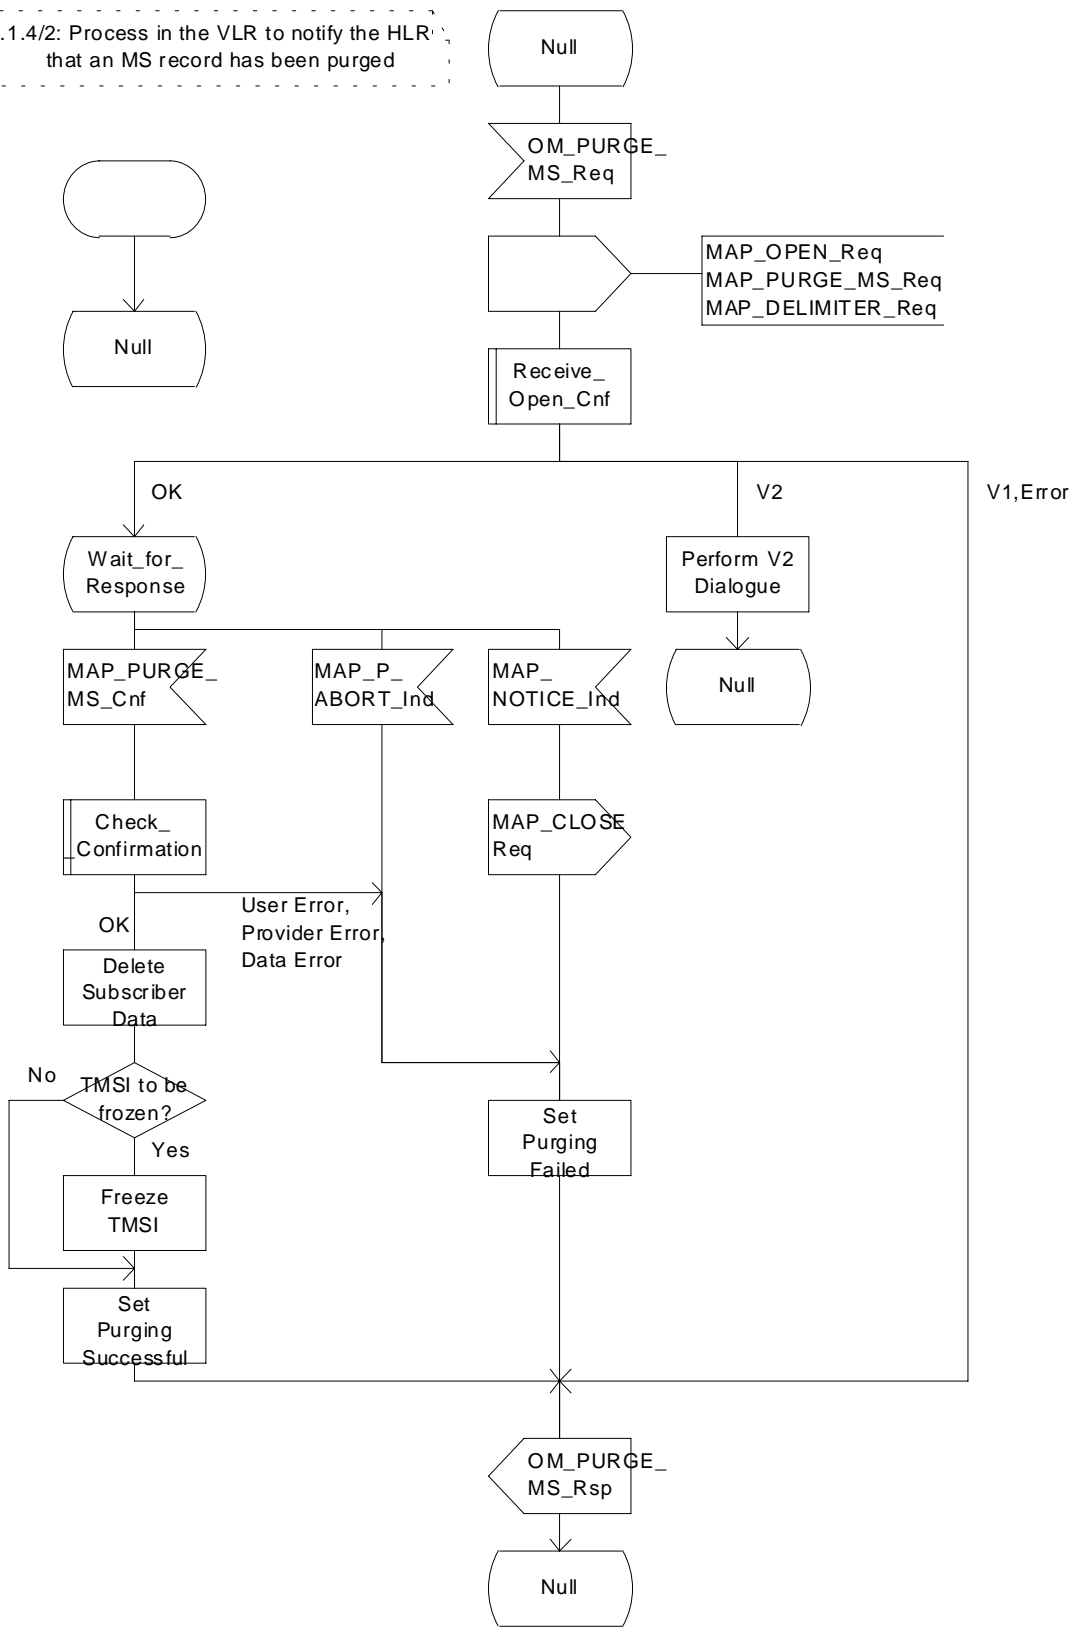 .1.4/2: Process in the VLR to notify the HLR
that an MS record has been purged
Null
OM_PURGE_
MS_Req
MAP_OPEN_Req
MAP_PURGE_MS_Req
MAP_DELIMITER_Req
Null
Receive_
Open_Cnf
OK
V2
V1,Error
Wait_for_
Response
Perform V2
Dialogue
MAP_PURGE_
MS_Cnf
MAP_P_
ABORT_Ind
MAP_
NOTICE_Ind
Null
Check_
_Confirmation
MAP_CLOSE_
Req
User Error,
Provider Error,
Data Error
OK
Delete
Subscriber
Data
No
TMSI to be
frozen?
Yes
Set
Purging
Failed
Freeze
TMSI
Set
Purging
Successful
OM_PURGE_
MS_Rsp
Null